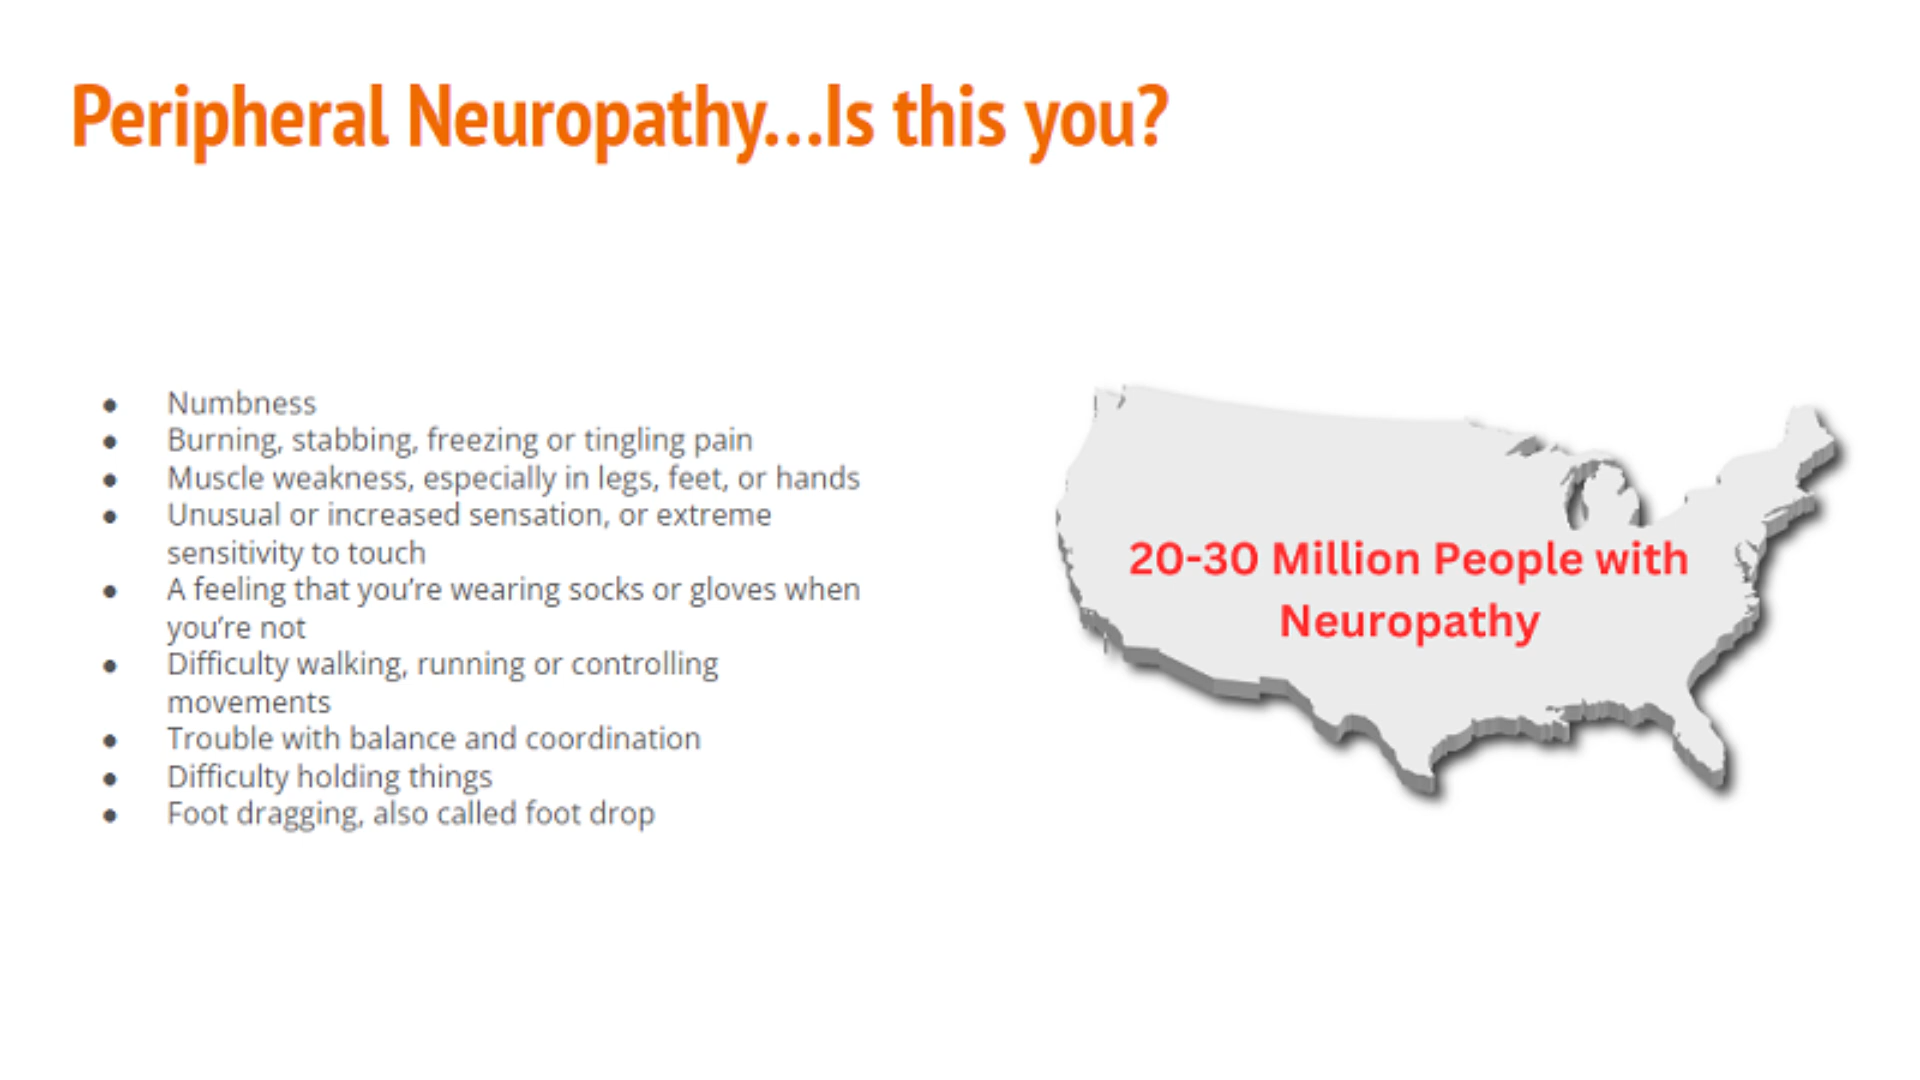 Peripheral Neuropathy...Is this you?
● Numbness
● Burning, stabbing, freezing or tingling pain
● Muscle weakness, especially in legs, feet, or hands
● Unusual or increased sensation, or extreme
sensitivity to touch
● A feeling that you’re wearing socks or gloves when
you’re not
● Difficulty walking, running or controlling
movements
● Trouble with balance and coordination
● Difficulty holding things
● Foot dragging, also called foot drop
20-30 Million People with
Neuropathy